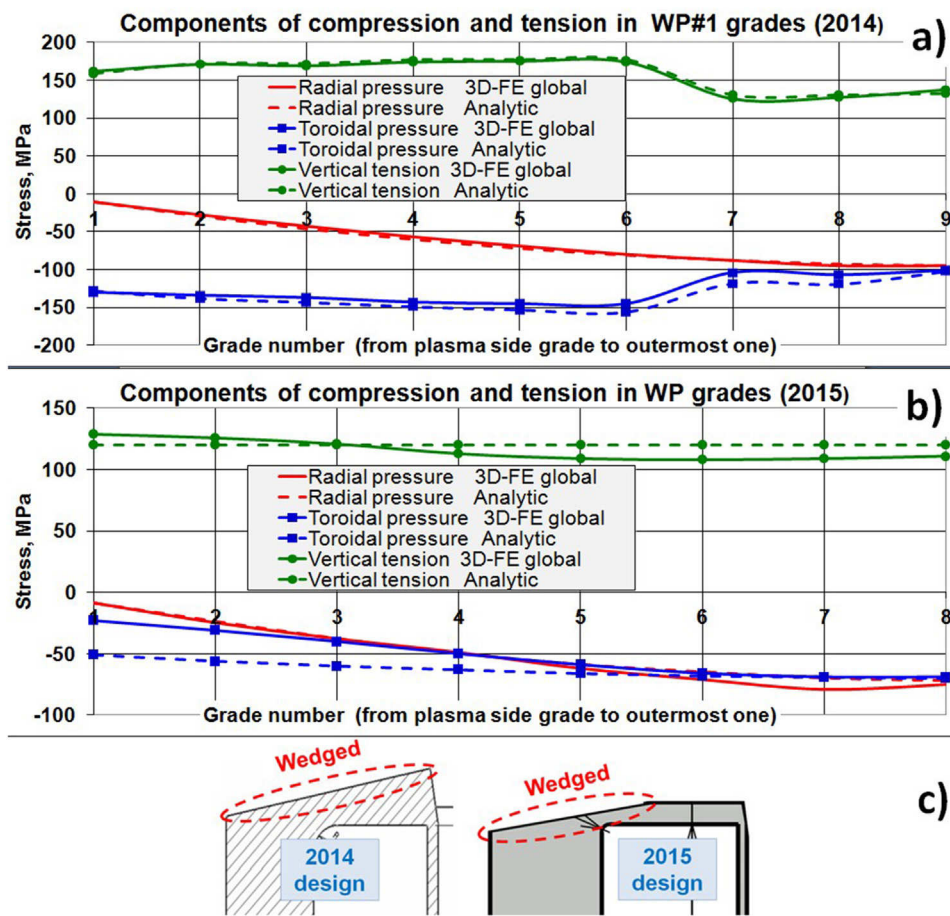 Components of compression and tension in WP#1 grades (2014)
a)
200
150
100
50
0
-50
-100
-150
-200
Stress, MPa
Radial pressure 3D-FE global
Radial pressure Analytic
Toroidal pressure 3D-FE global
Toroidal pressure Analytic
Vertical tension 3D-FE global
Vertical tension Analytic
1 2 3 4 5 6 7 8 9
Grade number (from plasma side grade to outermost one)
Components of compression and tension in WP grades (2015)
b)
150
100
50
0
-50
-100
Stress, MPa
Radial pressure 3D-FE global
Radial pressure Analytic
Toroidal pressure 3D-FE global
Toroidal pressure Analytic
Vertical tension 3D-FE global
Vertical tension Analytic
1 2 3 4 5 6 7 8
Grade number (from plasma side grade to outermost one)
c)
Wedged
2014
design
Wedged
2015
design